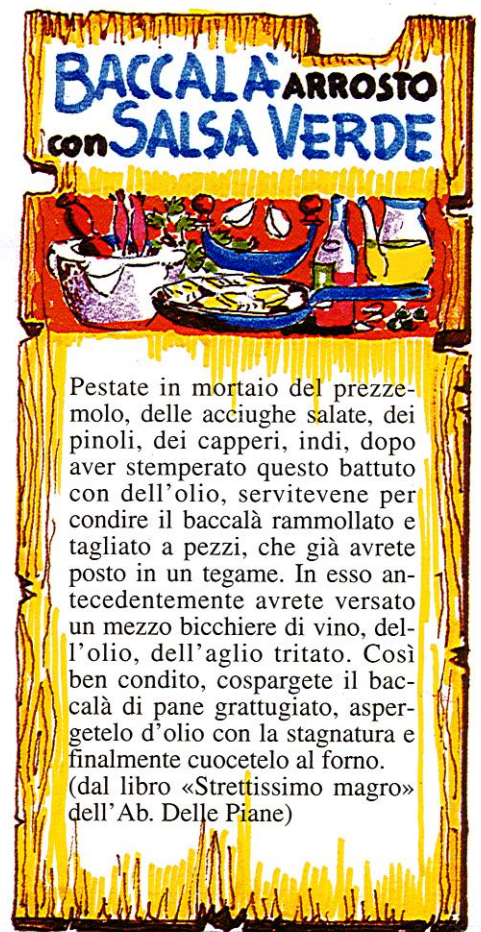 BACCALÀ ARROSTO
con SALSA VERDE
Pestate in mortaio del prezze-
molo, delle acciughe salate, dei
pinoli, dei capperi, indi, dopo
aver stemperato questo battuto
con dell'olio, servitevene per
condire il baccalà rammollato e
tagliato a pezzi, che già avrete
posto in un tegame. In esso an-
tecedentemente avrete versato
un mezzo bicchiere di vino, del-
l'olio, dell'aglio tritato. Così
ben condito, cospargete il bac-
calà di pane grattugiato, asper-
getelo d'olio con la stagnatura e
finalmente cuocetelo al forno.
(dal libro «Strettissimo magro»
dell'Ab. Delle Piane)